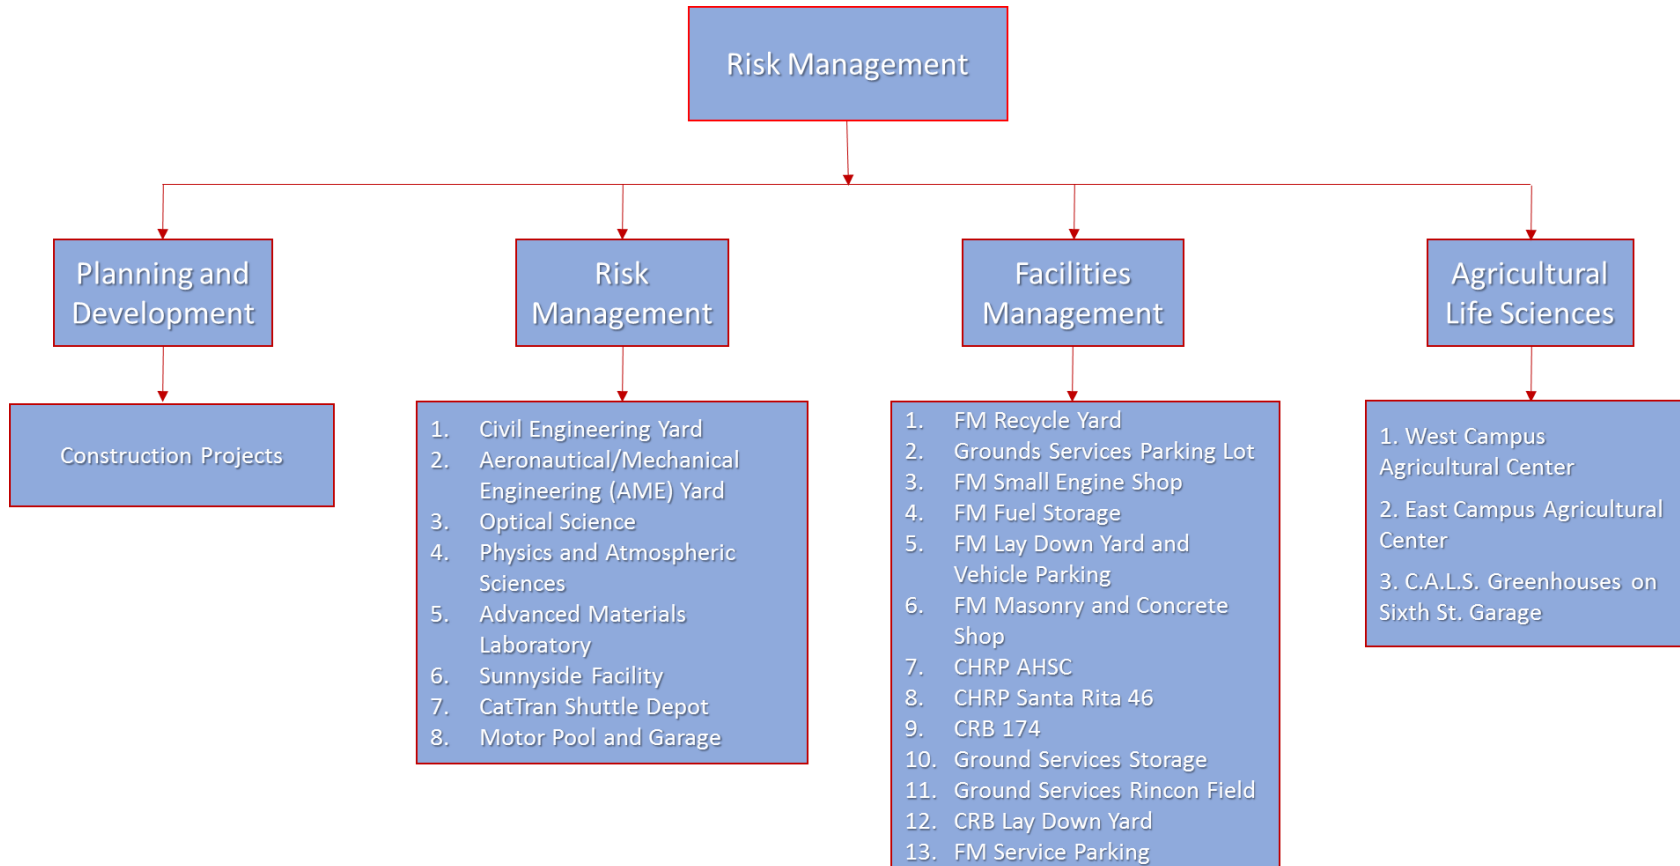 Risk Management
Planning and
Development
Risk
Management
Facilities
Management
Agricultural
Life Sciences
Construction Projects
1. Civil Engineering Yard
2. Aeronautical/Mechanical
Engineering (AME) Yard
3. Optical Science
4. Physics and Atmospheric
Sciences
5. Advanced Materials
Laboratory
6. Sunnyside Facility
7. CatTran Shuttle Depot
8. Motor Pool and Garage
1. FM Recycle Yard
2. Grounds Services Parking Lot
3. FM Small Engine Shop
4. FM Fuel Storage
5. FM Lay Down Yard and
Vehicle Parking
6. FM Masonry and Concrete
Shop
7. CHRP AHSC
8. CHRP Santa Rita 46
9. CRB 174
10. Ground Services Storage
11. Ground Services Rincon Field
12. CRB Lay Down Yard
13. FM Service Parking
1. West Campus
Agricultural Center
2. East Campus Agricultural
Center
3. C.A.L.S. Greenhouses on
Sixth St. Garage